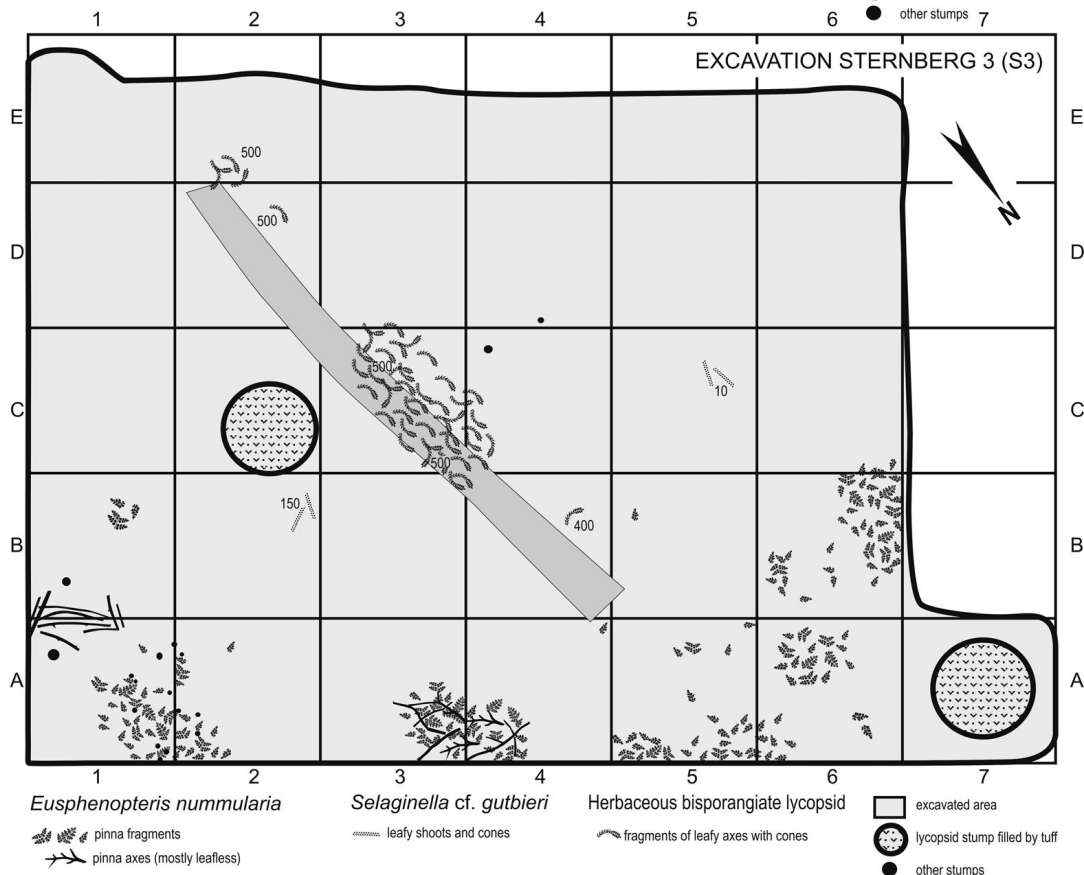 other stumps
1 2 3 4 5 6 7
EXCAVATION STERNBERG 3 (S3)
E E
500
N
500
D D
500
10
C C
500
150
400
B B
A A
1 2 3 4 5 6 7
Eusphenopteris nummularia
pinna fragments
pinna axes (mostly leafless)
Selaginella cf. gutbieri
leafy shoots and cones
Herbaceous bisporangiate lycopsid
fragments of leafy axes with cones
excavated area
lycopsid stump filled by tuff
other stumps